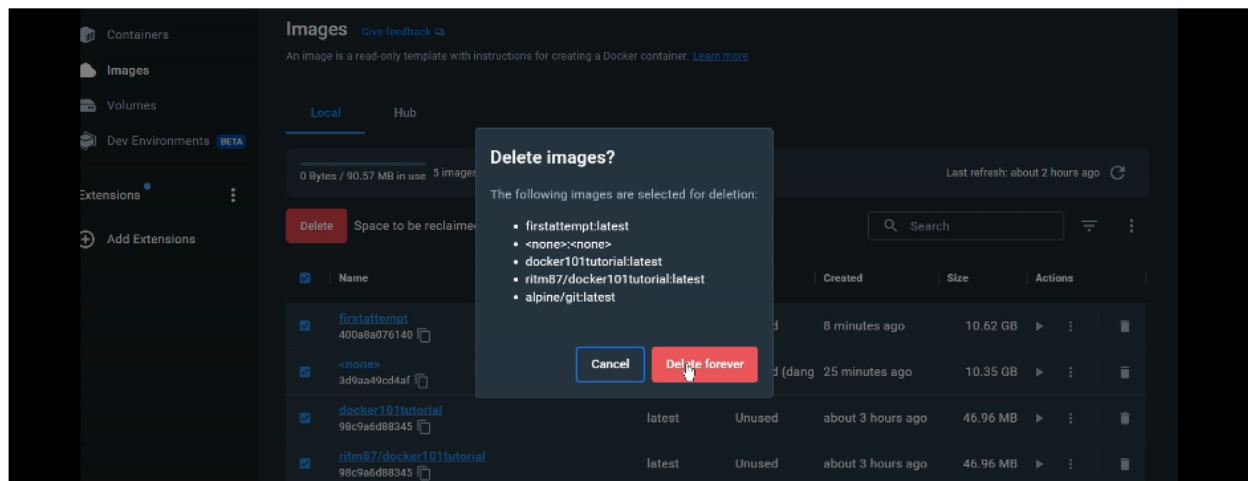 Containers
Images
Volumes
Dev Environments BETA
Extensions
Add Extensions
Images Give feedback
An image is a read-only template with instructions for creating a Docker container. Learn more
Local Hub
0 Bytes / 90.57 MB in use 5 images
Last refresh: about 2 hours ago
Delete Space to be reclaime
Search
Name Created Size Actions
firstattempt
400a8a076140
d 8 minutes ago 10.62 GB
<none>
3d9aa49cd4af
d (dang 25 minutes ago 10.35 GB
docker101tutorial
98c9a6d88345
latest Unused about 3 hours ago 46.96 MB
ritm87/docker101tutorial
98c9a6d88345
latest Unused about 3 hours ago 46.96 MB
Delete images?
The following images are selected for deletion:
• firstattempt:latest
• <none>:<none>
• docker101tutorial:latest
• ritm87/docker101tutorial:latest
• alpine/git:latest
Cancel Delete forever